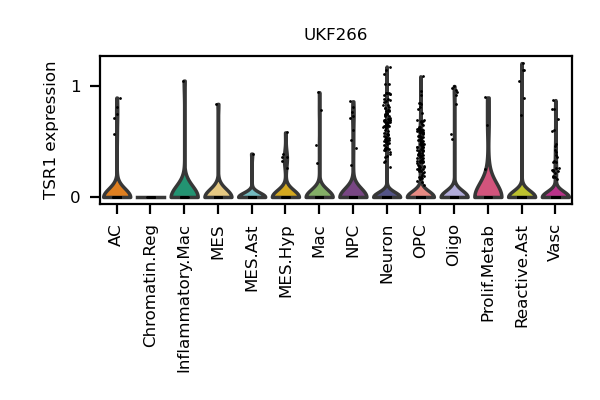 UKF266
TSR1 expression
1
0
AC
Chromatin.Reg
Inflammatory.Mac
MES
MES.Ast
MES.Hyp
Mac
NPC
Neuron
OPC
Oligo
Prolif.Metab
Reactive.Ast
Vasc